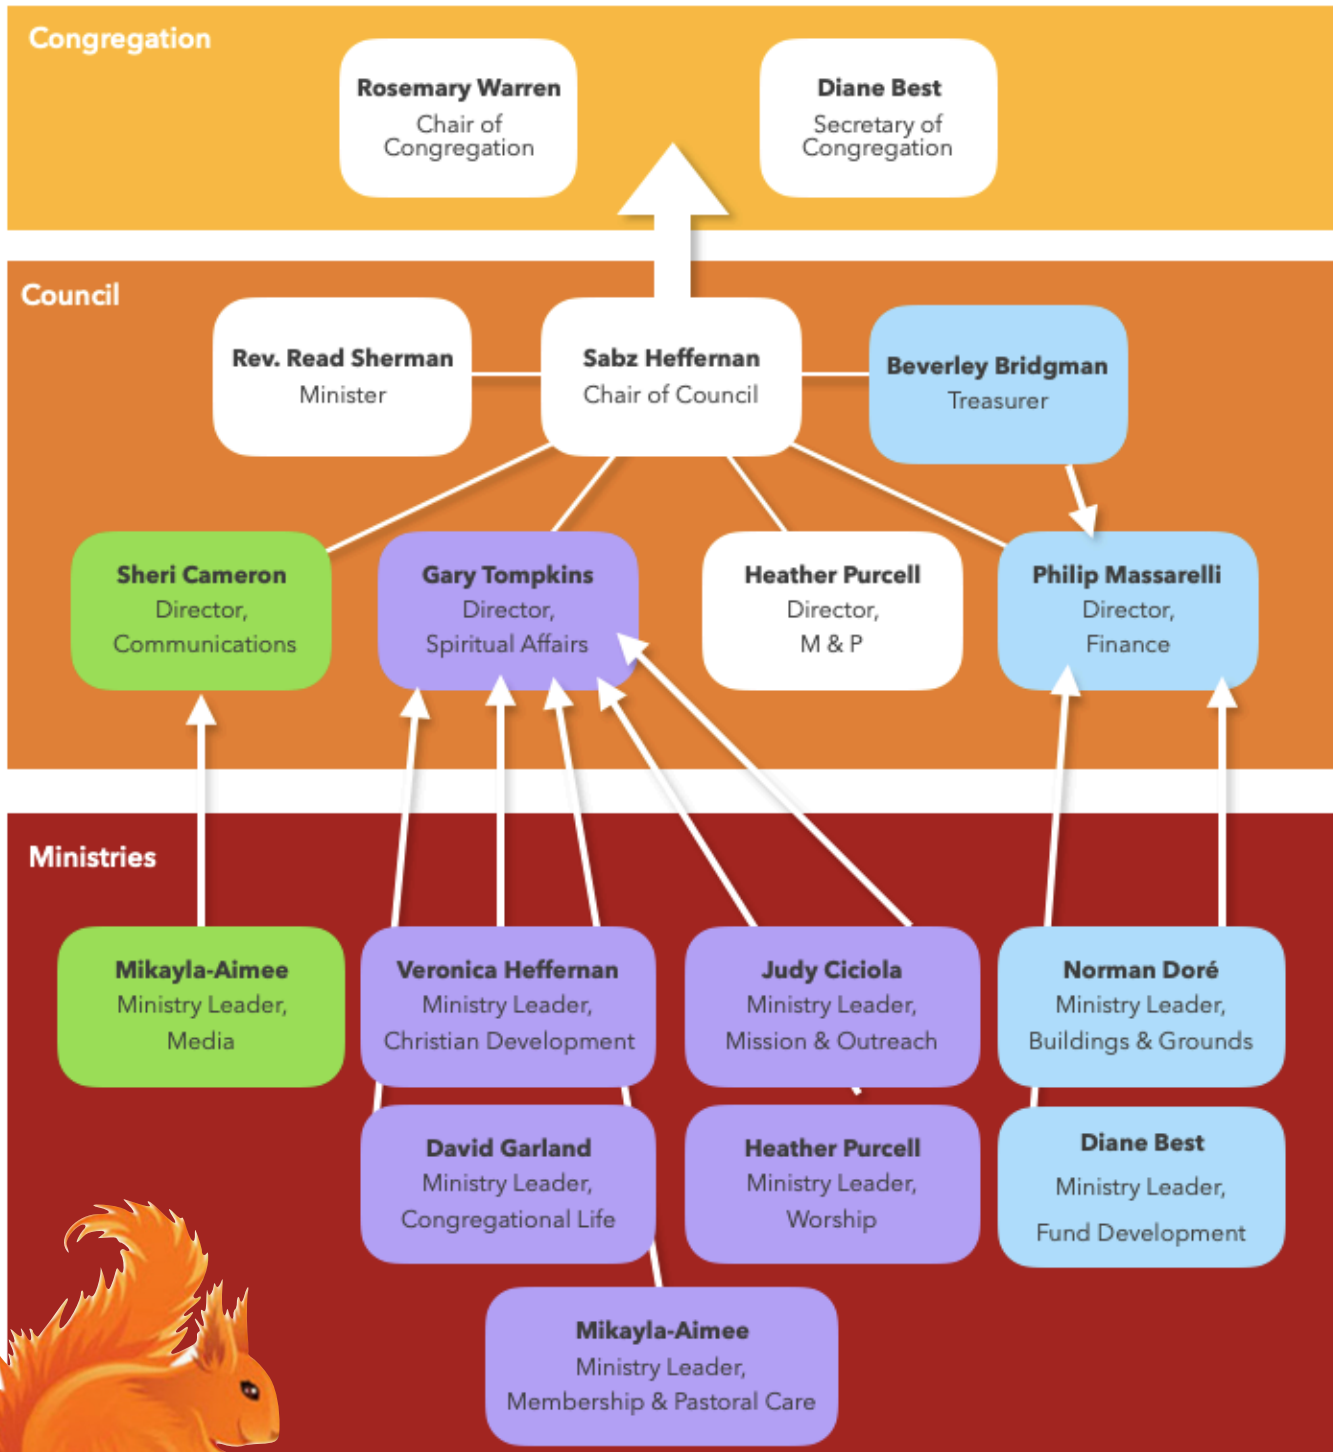 Congregation
Rosemary Warren
Chair of
Congregation
Diane Best
Secretary of
Congregation
Council
Rev. Read Sherman
Minister
Sabz Heffernan
Chair of Council
Beverley Bridgman
Treasurer
Sheri Cameron
Director,
Communications
Gary Tompkins
Director,
Spiritual Affairs
Heather Purcell
Director,
M & P
Philip Massarelli
Director,
Finance
Ministries
Mikayla-Aimee
Ministry Leader,
Media
Veronica Heffernan
Ministry Leader,
Christian Development
Judy Ciciola
Ministry Leader,
Mission & Outreach
Norman Doré
Ministry Leader,
Buildings & Grounds
David Garland
Ministry Leader,
Congregational Life
Heather Purcell
Ministry Leader,
Worship
Diane Best
Ministry Leader,
Fund Development
Mikayla-Aimee
Ministry Leader,
Membership & Pastoral Care